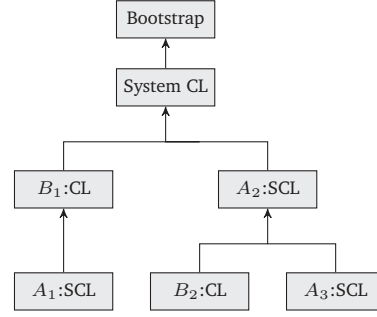 Bootstrap
System CL
B₁:CL
A₂:SCL
A₁:SCL
B₂:CL
A₃:SCL